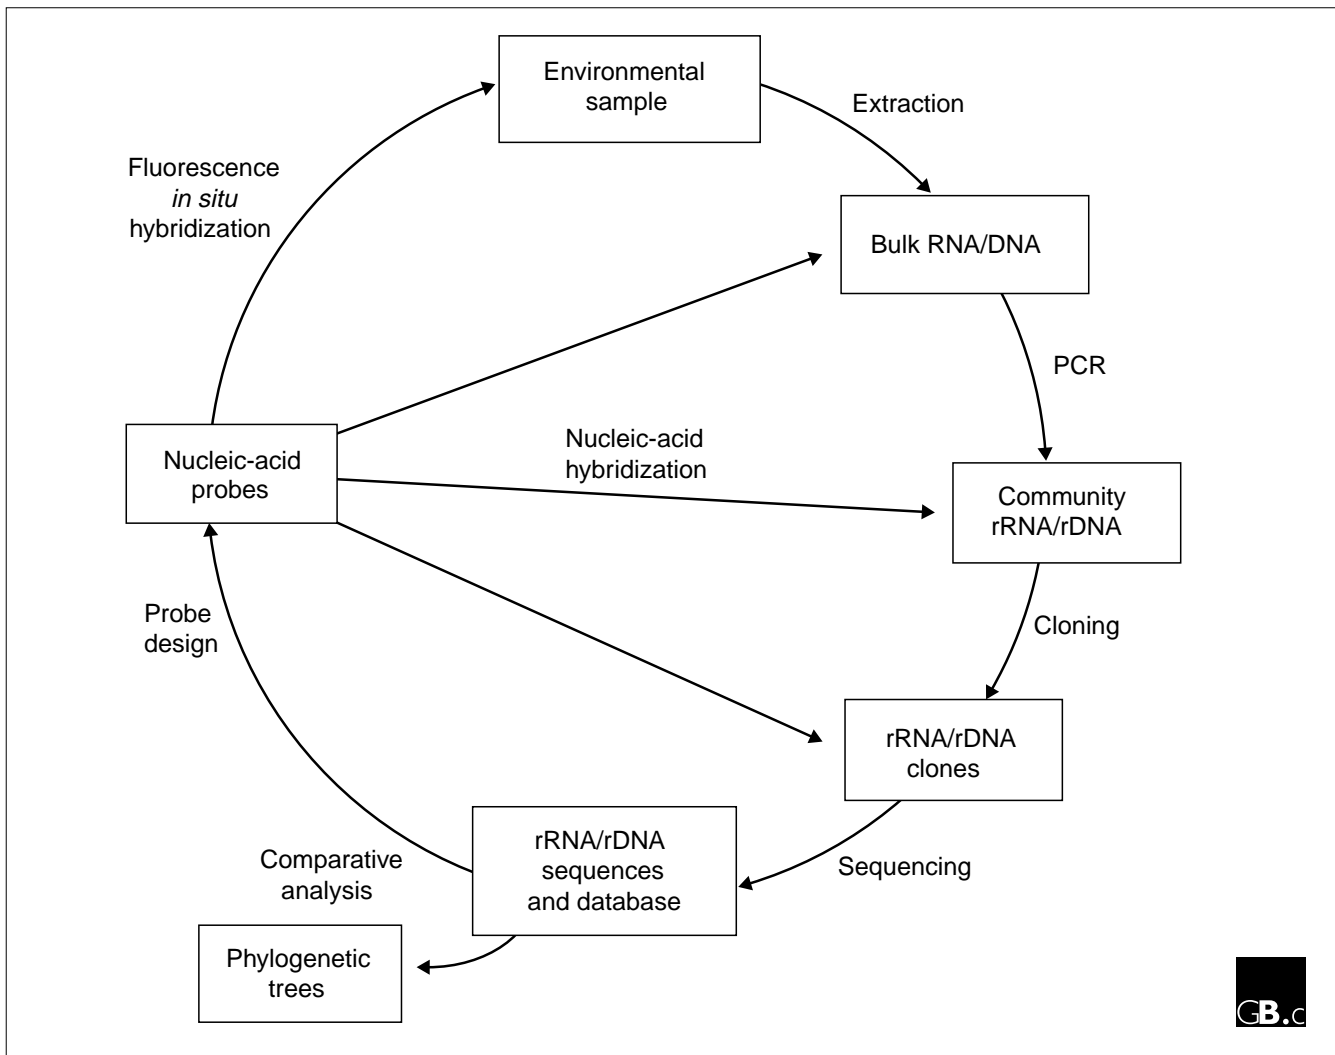 Environmental
sample
Extraction
Fluorescence
in situ
hybridization
Bulk RNA/DNA
PCR
Nucleic-acid
hybridization
Nucleic-acid
probes
Community
rRNA/rDNA
Probe
design
Cloning
rRNA/rDNA
clones
rRNA/rDNA
sequences
and database
Sequencing
Comparative
analysis
Phylogenetic
trees
GB.c